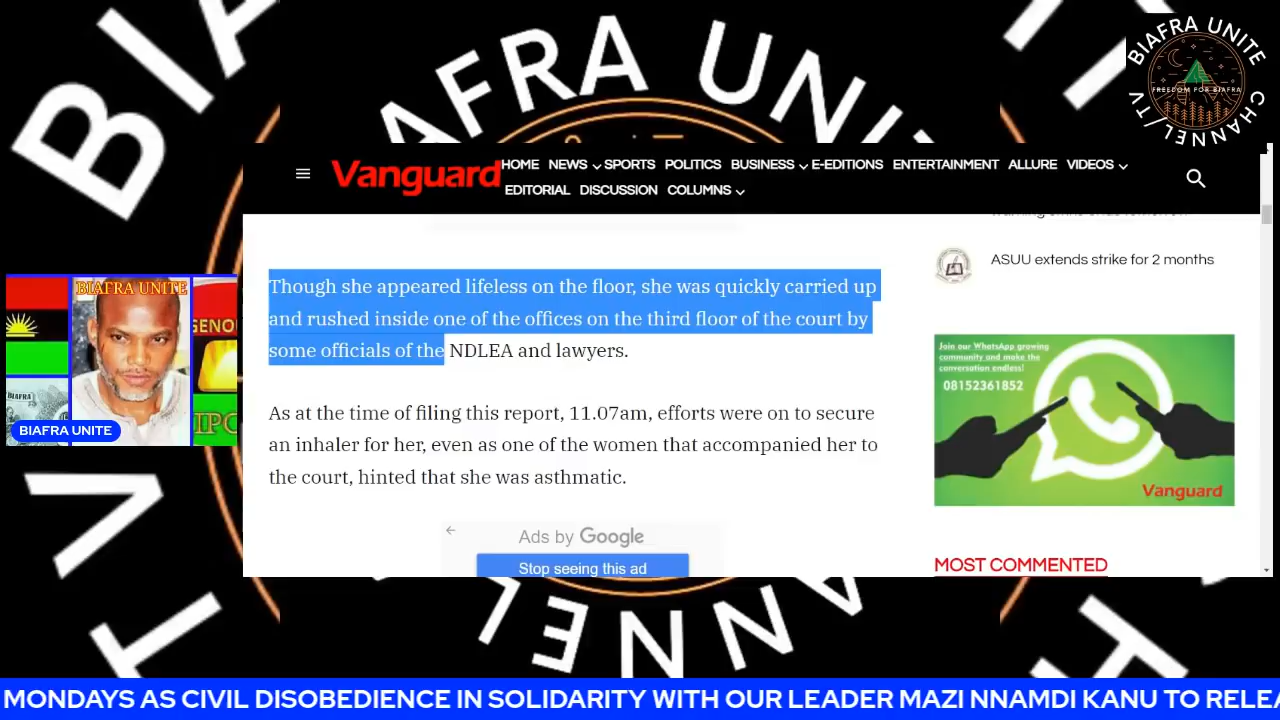 BIAFRA UNITE
CHANNEL/TV
FREEDOM FOR BIAFRA
AFRA UN
Vanguard
HOME NEWS SPORTS POLITICS BUSINESS E-EDITIONS ENTERTAINMENT ALLURE VIDEOS
EDITORIAL DISCUSSION COLUMNS
ASUU extends strike for 2 months
Though she appeared lifeless on the floor, she was quickly carried up
and rushed inside one of the offices on the third floor of the court by
some officials of the NDLEA and lawyers.
As at the time of filing this report, 11.07am, efforts were on to secure
an inhaler for her, even as one of the women that accompanied her to
the court, hinted that she was asthmatic.
Ads by Google
Stop seeing this ad
Join our WhatsApp growing
community and make the
conversation endless!
08152361852
Vanguard
MOST COMMENTED
BIAFRA UNITE
BIAFRA
BIAFRA UNITE
MONDAYS AS CIVIL DISOBEDIENCE IN SOLIDARITY WITH OUR LEADER MAZI NNAMDI KANU TO RELEA